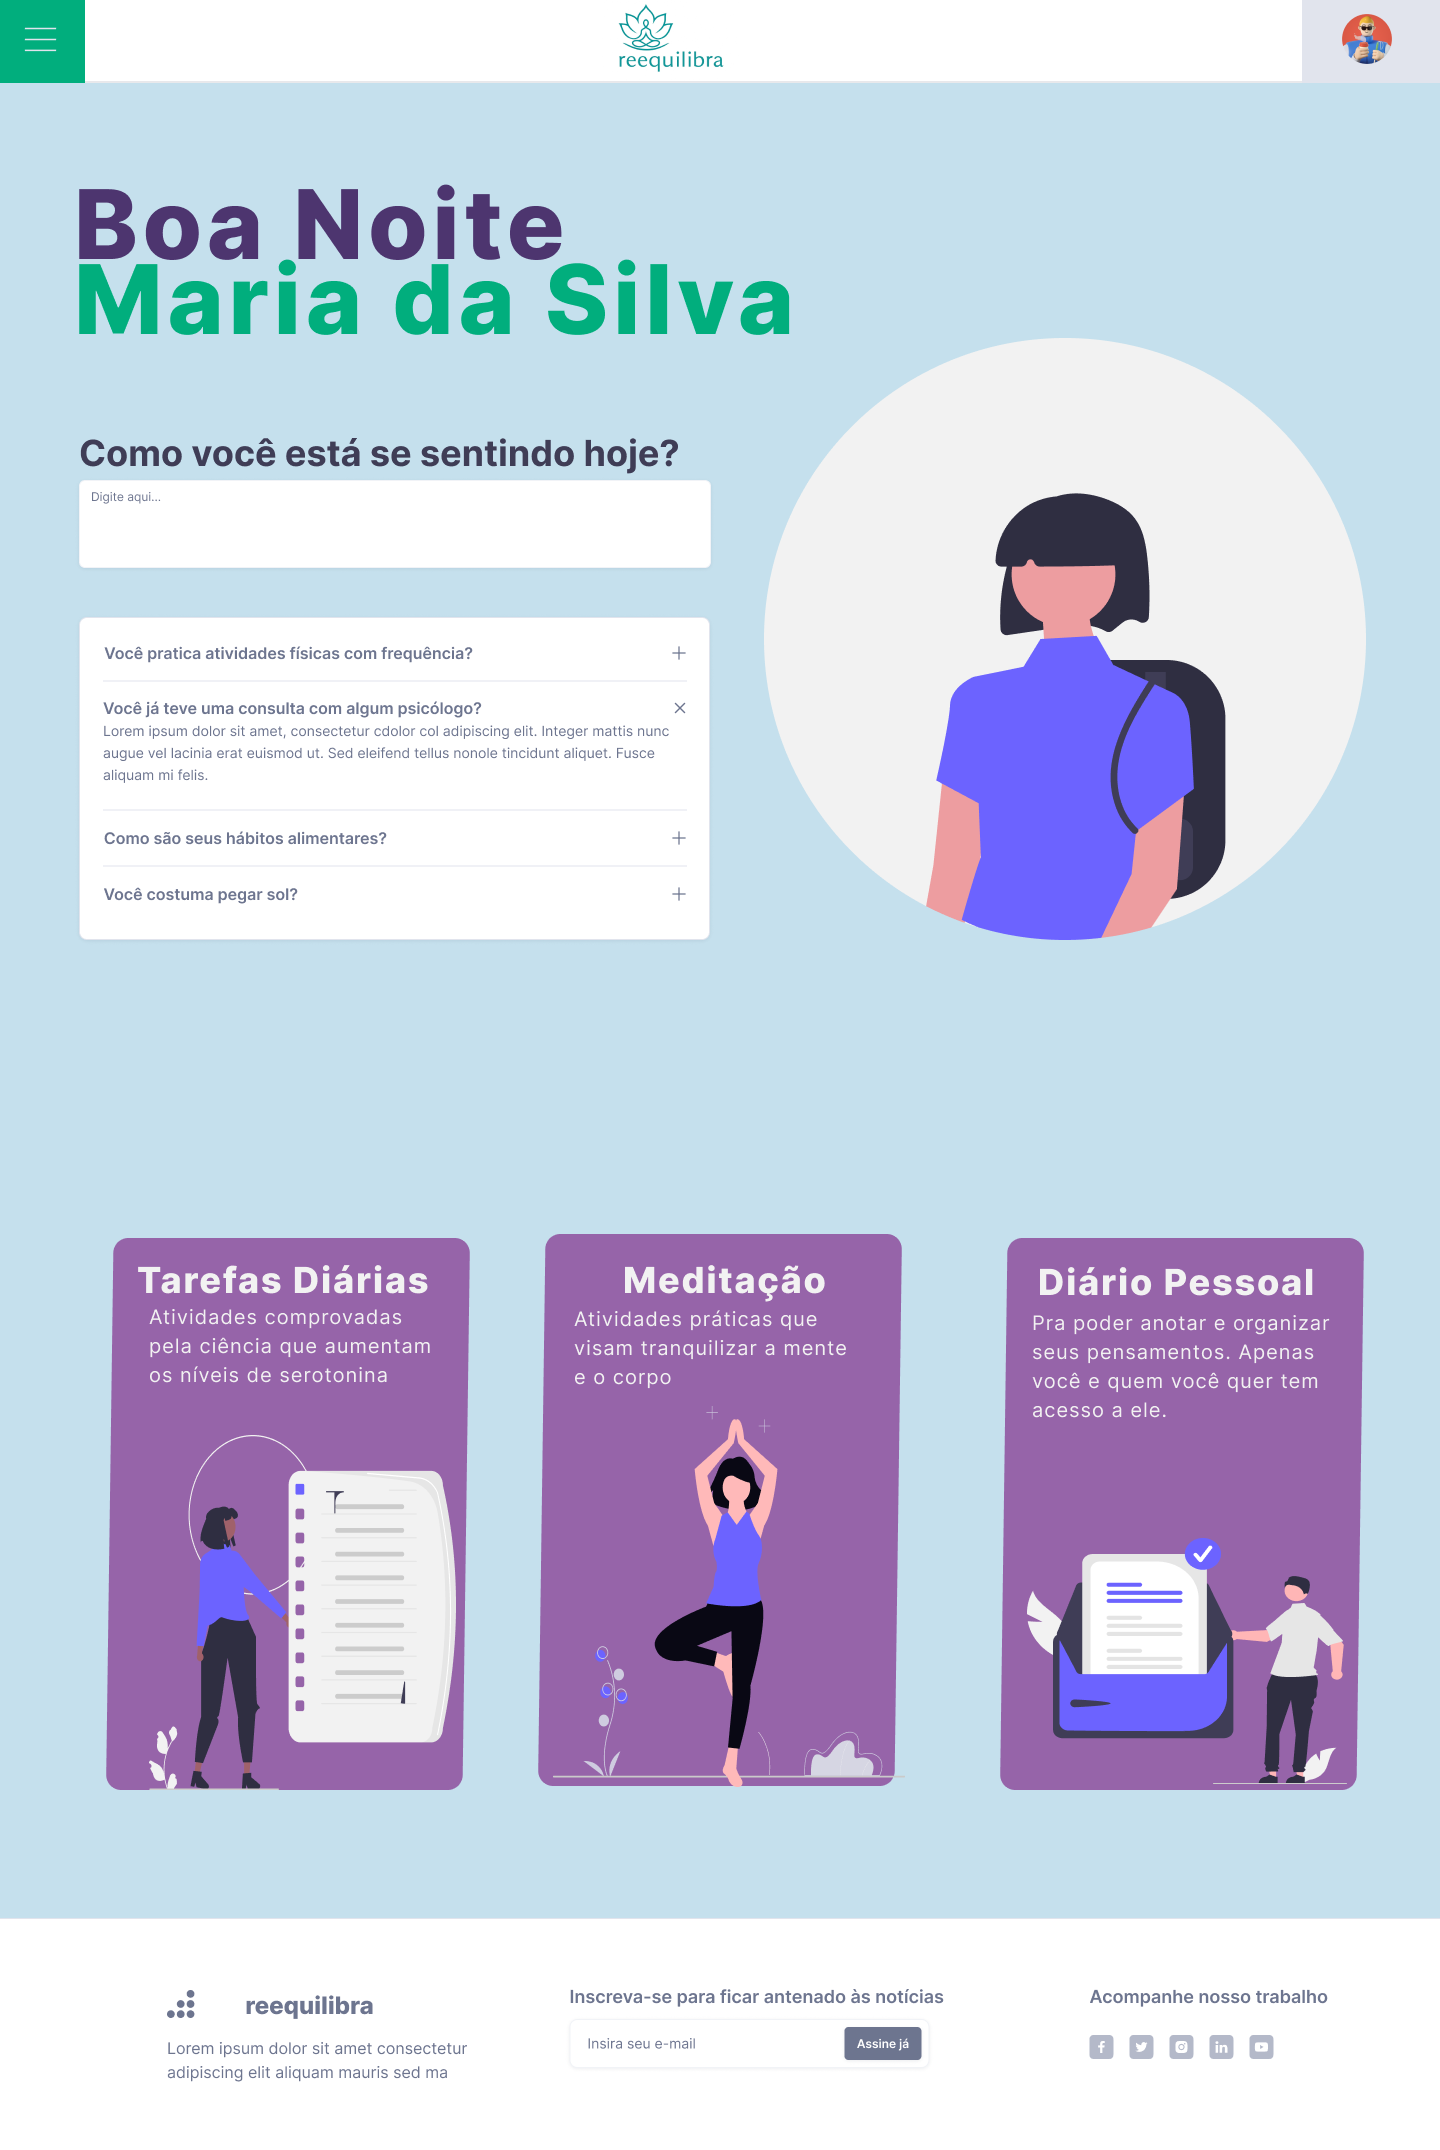 reequilibra
Boa Noite
Maria da Silva
Como você está se sentindo hoje?
Digite aqui...
Você pratica atividades físicas com frequência?
Você já teve uma consulta com algum psicólogo?
Lorem ipsum dolor sit amet, consectetur cdolor col adipiscing elit. Integer mattis nunc
augue vel lacinia erat euismod ut. Sed eleifend tellus nonole tincidunt aliquet. Fusce
aliquam mi felis.
Como são seus hábitos alimentares?
Você costuma pegar sol?
Tarefas Diárias
Atividades comprovadas
pela ciência que aumentam
os níveis de serotonina
Meditação
Atividades práticas que
visam tranquilizar a mente
e o corpo
Diário Pessoal
Pra poder anotar e organizar
seus pensamentos. Apenas
você e quem você quer tem
acesso a ele.
reequilibra
Lorem ipsum dolor sit amet consectetur
adipiscing elit aliquam mauris sed ma
Inscreva-se para ficar antenado às notícias
Insira seu e-mail
Assine já
Acompanhe nosso trabalho